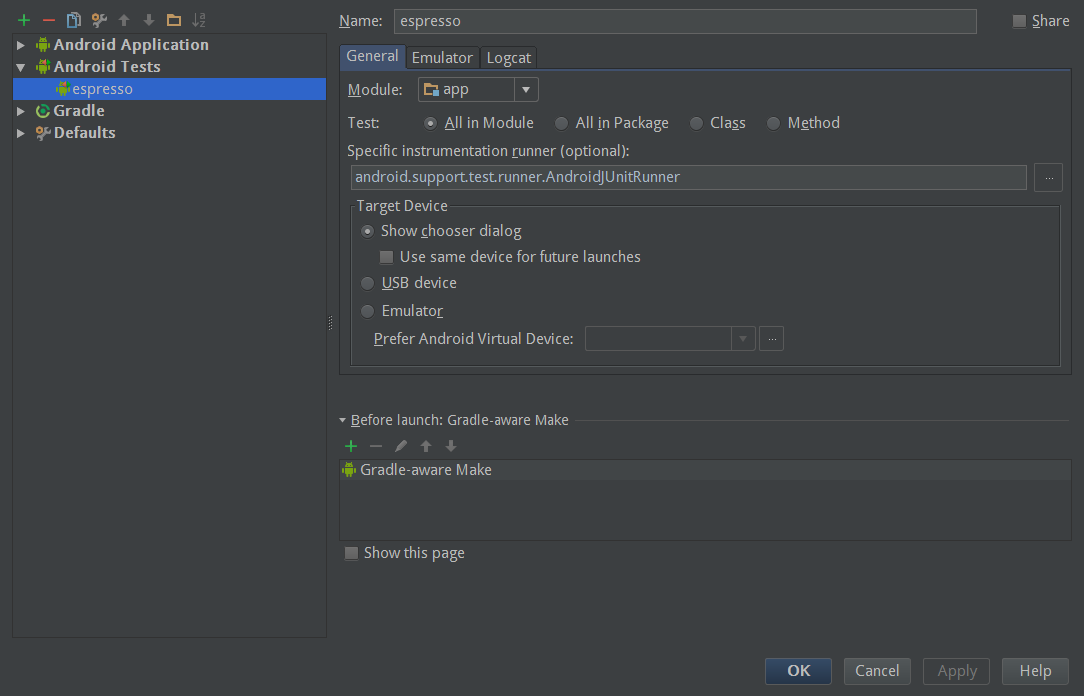 Name: espresso Share
Android Application
Android Tests
espresso
Gradle
Defaults
General Emulator Logcat
Module: app
Test: All in Module All in Package Class Method
Specific instrumentation runner (optional):
android.support.test.runner.AndroidJUnitRunner ...
Target Device
Show chooser dialog
Use same device for future launches
USB device
Emulator
Prefer Android Virtual Device: ...
Before launch: Gradle-aware Make
Gradle-aware Make
Show this page
OK Cancel Apply Help